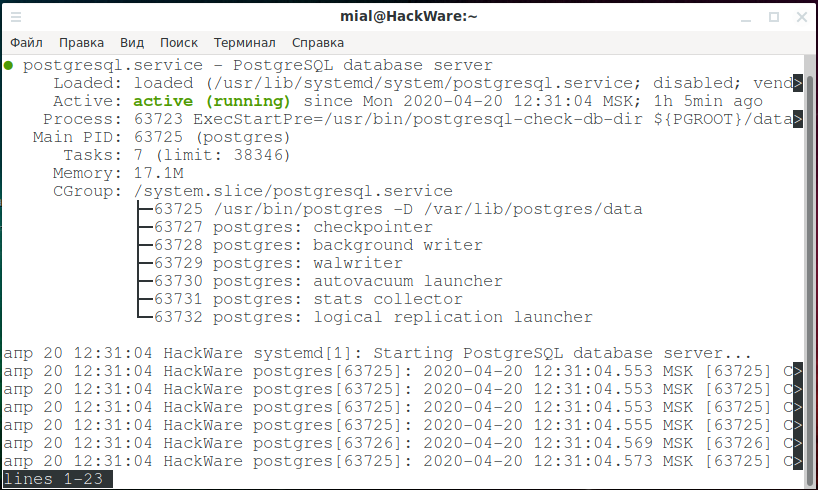 mial@HackWare:~
Файл Правка Вид Поиск Терминал Справка
● postgresql.service - PostgreSQL database server
Loaded: loaded (/usr/lib/systemd/system/postgresql.service; disabled; vend>
Active: active (running) since Mon 2020-04-20 12:31:04 MSK; 1h 5min ago
Process: 63723 ExecStartPre=/usr/bin/postgresql-check-db-dir ${PGROOT}/data>
Main PID: 63725 (postgres)
Tasks: 7 (limit: 38346)
Memory: 17.1M
CGroup: /system.slice/postgresql.service
├─63725 /usr/bin/postgres -D /var/lib/postgres/data
├─63727 postgres: checkpointer
├─63728 postgres: background writer
├─63729 postgres: walwriter
├─63730 postgres: autovacuum launcher
├─63731 postgres: stats collector
└─63732 postgres: logical replication launcher
апр 20 12:31:04 HackWare systemd[1]: Starting PostgreSQL database server...
апр 20 12:31:04 HackWare postgres[63725]: 2020-04-20 12:31:04.553 MSK [63725] С>
апр 20 12:31:04 HackWare postgres[63725]: 2020-04-20 12:31:04.553 MSK [63725] С>
апр 20 12:31:04 HackWare postgres[63725]: 2020-04-20 12:31:04.553 MSK [63725] С>
апр 20 12:31:04 HackWare postgres[63725]: 2020-04-20 12:31:04.555 MSK [63725] С>
апр 20 12:31:04 HackWare postgres[63726]: 2020-04-20 12:31:04.569 MSK [63726] С>
апр 20 12:31:04 HackWare postgres[63725]: 2020-04-20 12:31:04.573 MSK [63725] С>
lines 1-23